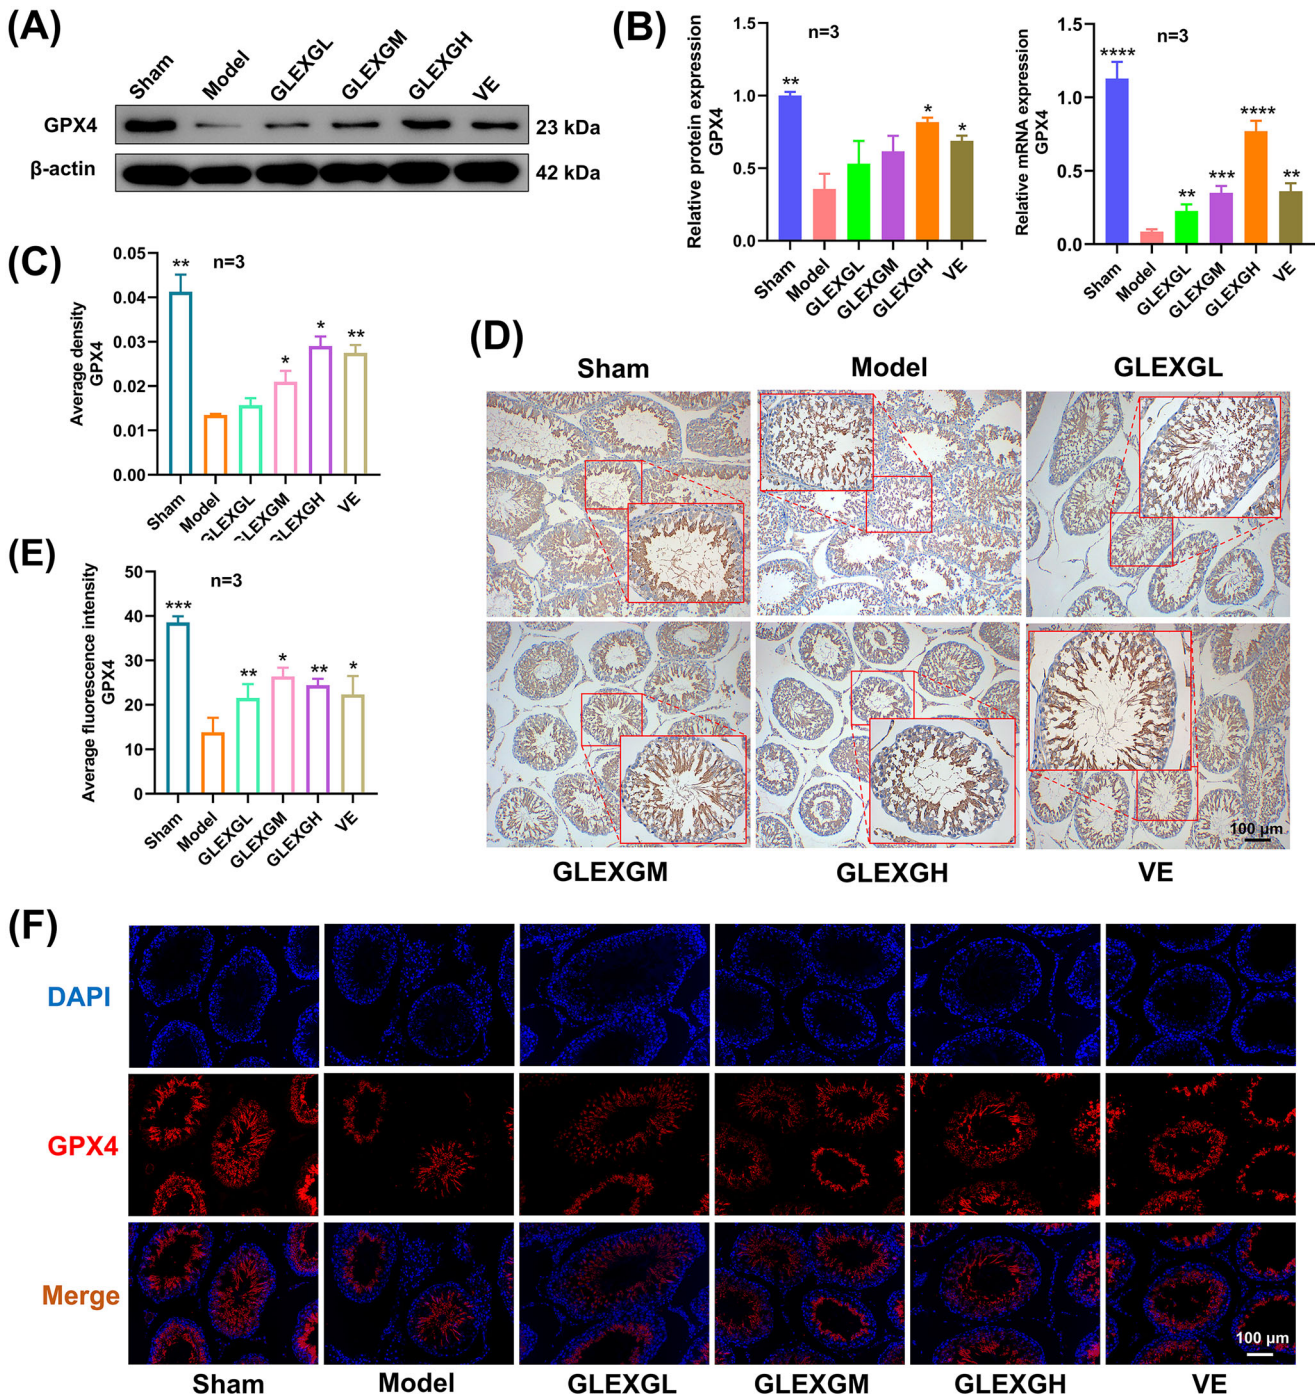 (A)
Sham
Model
GLEXGL
GLEXGM
GLEXGH
VE
GPX4
23 kDa
β-actin
42 kDa
(B)
Relative protein expression
GPX4
1.5
1.0
0.5
0.0
n=3
**
*
*
Sham
Model
GLEXGL
GLEXGM
GLEXGH
VE
Relative mRNA expression
GPX4
1.5
1.0
0.5
0.0
n=3
****
**
***
****
**
Sham
Model
GLEXGL
GLEXGM
GLEXGH
VE
(C)
Average density
GPX4
0.05
0.04
0.03
0.02
0.01
0.00
n=3
**
*
*
**
Sham
Model
GLEXGL
GLEXGM
GLEXGH
VE
(D)
Sham
Model
GLEXGL
100 μm
GLEXGM
GLEXGH
VE
(E)
Average fluorescence intensity
GPX4
50
40
30
20
10
0
n=3
***
**
*
**
*
Sham
Model
GLEXGL
GLEXGM
GLEXGH
VE
(F)
DAPI
GPX4
Merge
100 μm
Sham
Model
GLEXGL
GLEXGM
GLEXGH
VE